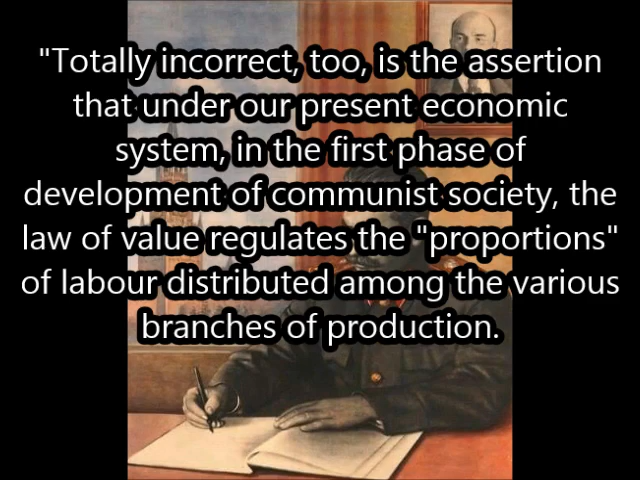 "Totally incorrect, too, is the assertion
that under our present economic
system, in the first phase of
development of communist society, the
law of value regulates the "proportions"
of labour distributed among the various
branches of production.